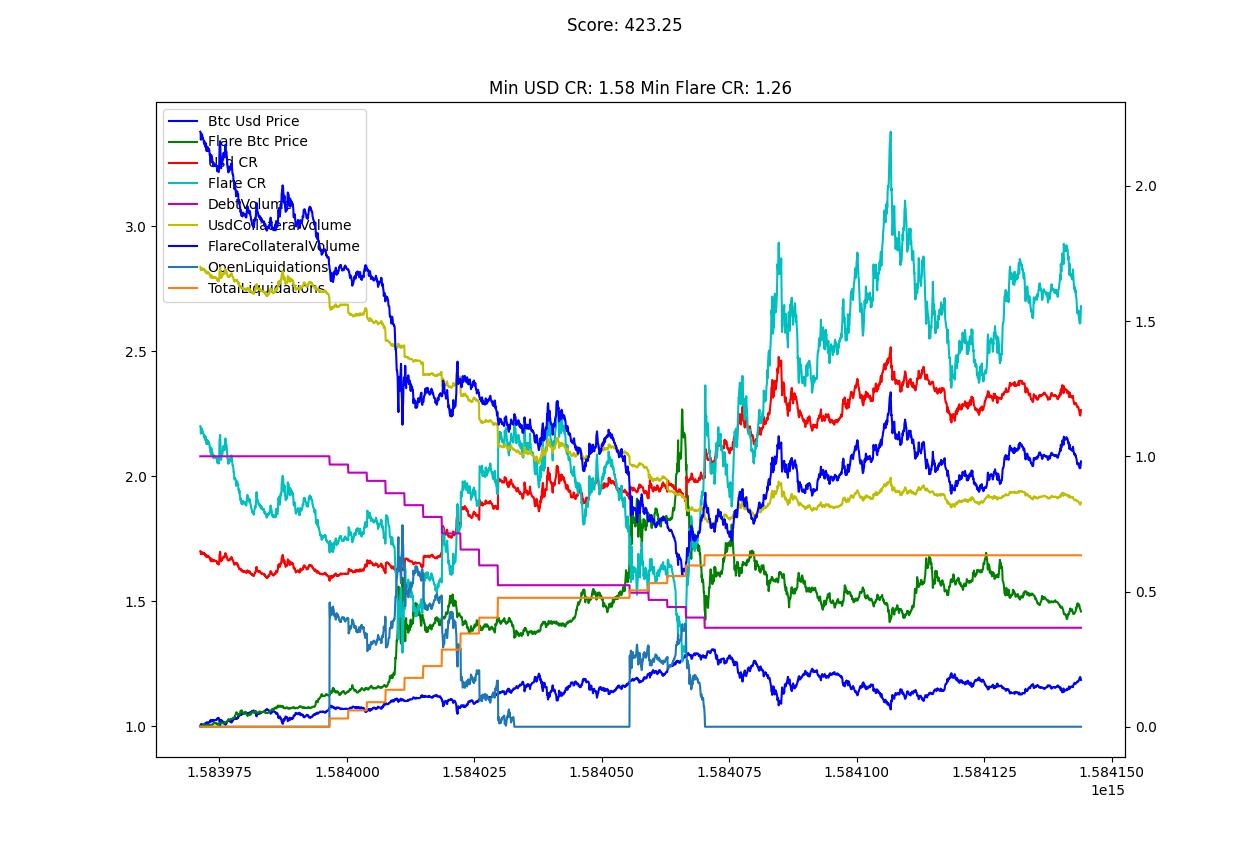 Score: 423.25
Min USD CR: 1.58 Min Flare CR: 1.26
Btc Usd Price
Flare Btc Price
Usd CR
Flare CR
DebtVolume
UsdCollateralVolume
FlareCollateralVolume
OpenLiquidations
TotalLiquidations
3.0
2.5
2.0
1.5
1.0
2.0
1.5
1.0
0.5
0.0
1.583975
1.584000
1.584025
1.584050
1.584075
1.584100
1.584125
1.584150
1e15